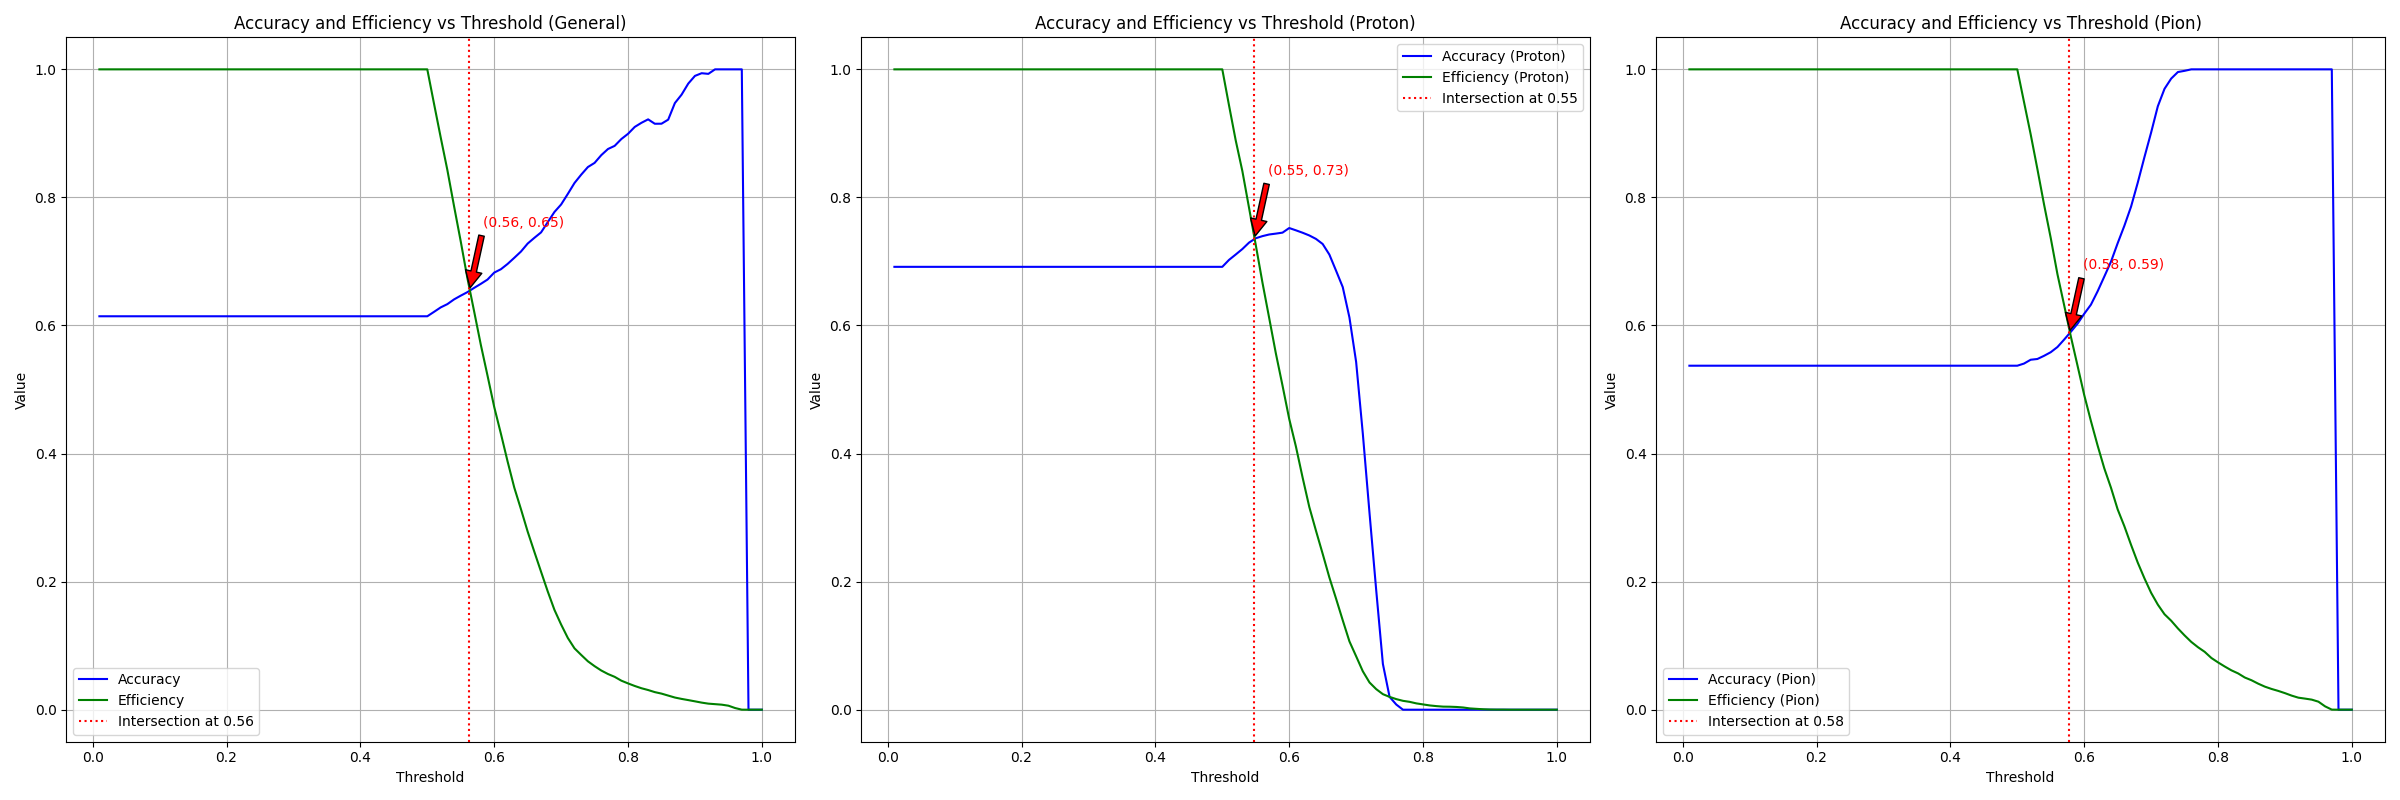 Accuracy and Efficiency vs Threshold (General)
1.0
0.8
0.6
0.4
0.2
0.0
Value
(0.56, 0.65)
Accuracy
Efficiency
Intersection at 0.56
0.0 0.2 0.4 0.6 0.8 1.0
Threshold
Accuracy and Efficiency vs Threshold (Proton)
1.0
0.8
0.6
0.4
0.2
0.0
Value
Accuracy (Proton)
Efficiency (Proton)
Intersection at 0.55
(0.55, 0.73)
0.0 0.2 0.4 0.6 0.8 1.0
Threshold
Accuracy and Efficiency vs Threshold (Pion)
1.0
0.8
0.6
0.4
0.2
0.0
Value
(0.58, 0.59)
Accuracy (Pion)
Efficiency (Pion)
Intersection at 0.58
0.0 0.2 0.4 0.6 0.8 1.0
Threshold